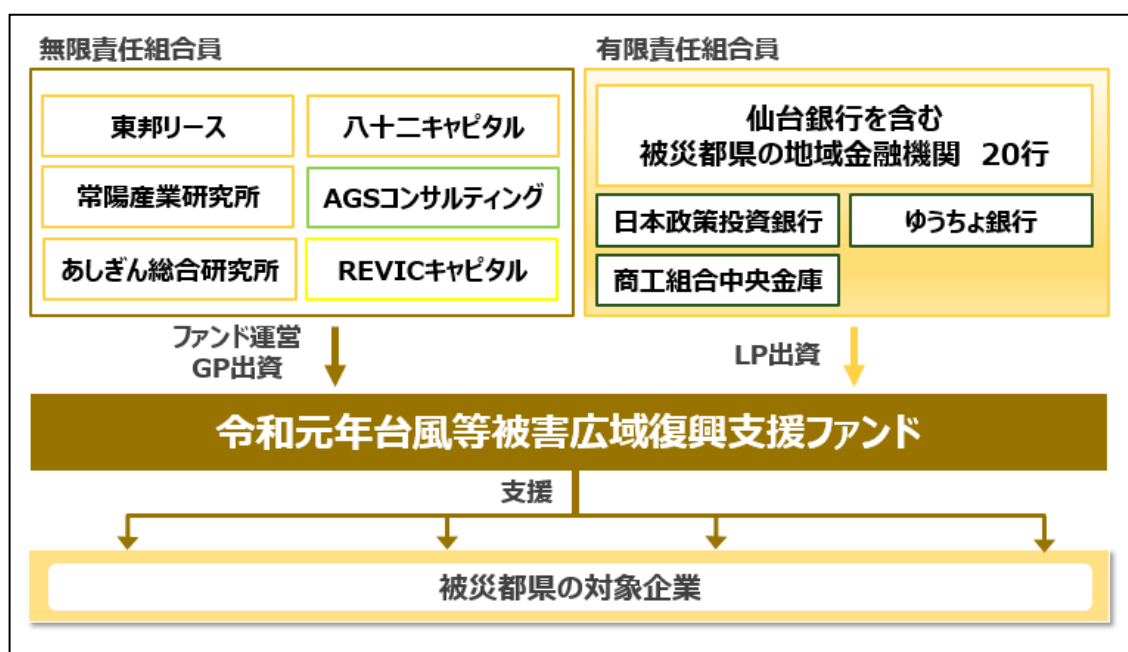 無限責任組合員
東邦リース
八十二キャピタル
常陽産業研究所
AGSコンサルティング
あしぎん総合研究所
REVICキャピタル
有限責任組合員
仙台銀行を含む
被災都県の地域金融機関 20行
日本政策投資銀行
ゆうちょ銀行
商工組合中央金庫
ファンド運営
GP出資
LP出資
令和元年台風等被害広域復興支援ファンド
支援
被災都県の対象企業